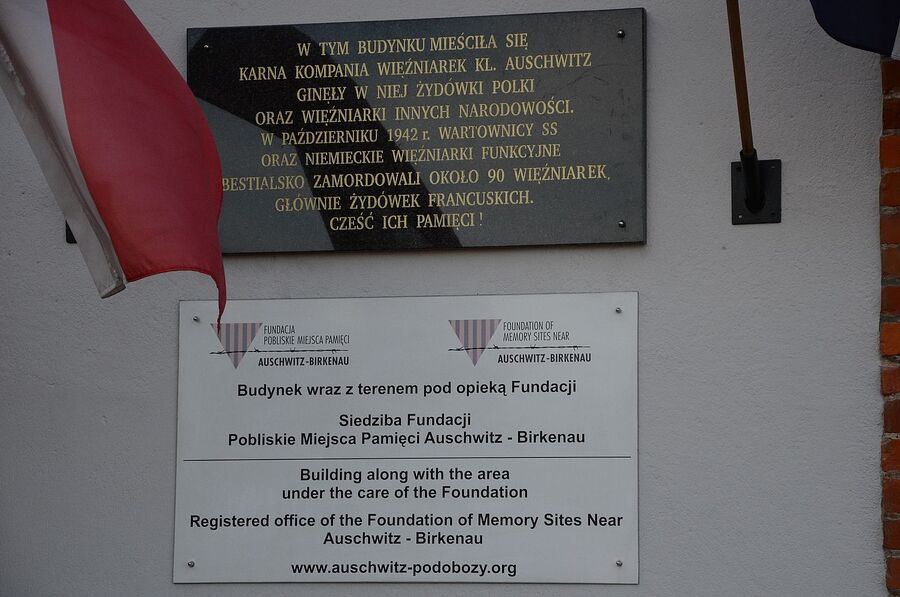 W TYM BUDYNKU MIEŚCIŁA SIĘ
KARNA KOMPANIA WIĘŹNIAREK KL. AUSCHWITZ
GINĘŁY W NIEJ ŻYDÓWKI POLKI
ORAZ WIĘŹNIARKI INNYCH NARODOWOŚCI.
W PAŹDZIERNIKU 1942 r. WARTOWNICY SS
ORAZ NIEMIECKIE WIĘŹNIARKI FUNKCYJNE
BESTIALSKO ZAMORDOWALI OKOŁO 90 WIĘŹNIAREK,
GŁÓWNIE ŻYDÓWEK FRANCUSKICH.
CZEŚĆ ICH PAMIĘCI!
FUNDACJA
POBLISKIE MIEJSCA PAMIĘCI
AUSCHWITZ-BIRKENAU
FOUNDATION OF
MEMORY SITES NEAR
AUSCHWITZ-BIRKENAU
Budynek wraz z terenem pod opieką Fundacji
Siedziba Fundacji
Pobliskie Miejsca Pamięci Auschwitz - Birkenau
Building along with the area
under the care of the Foundation
Registered office of the Foundation of Memory Sites Near
Auschwitz - Birkenau
www.auschwitz-podobozy.org